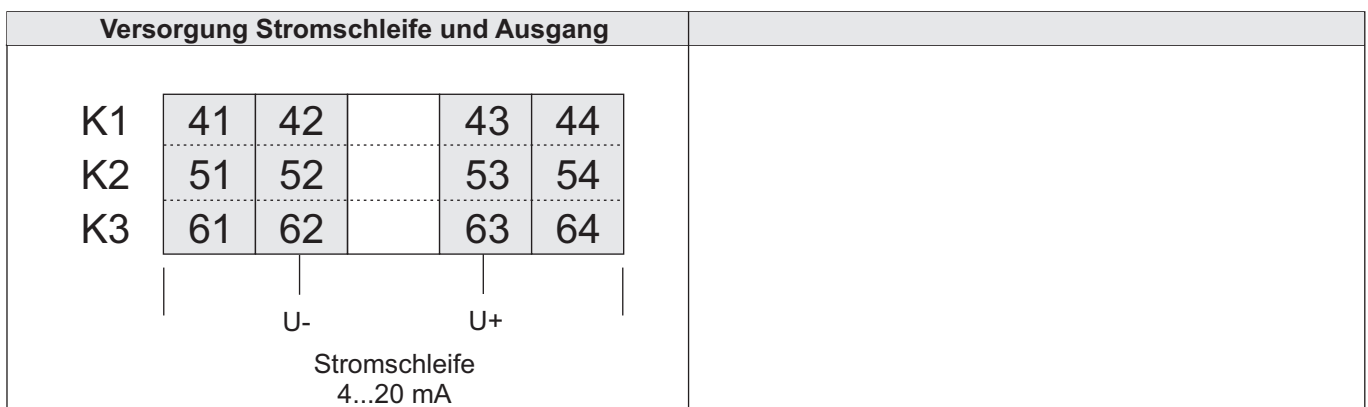 Versorgung Stromschleife und Ausgang
K1 41 42 43 44
K2 51 52 53 54
K3 61 62 63 64
U- U+
Stromschleife
4...20 mA